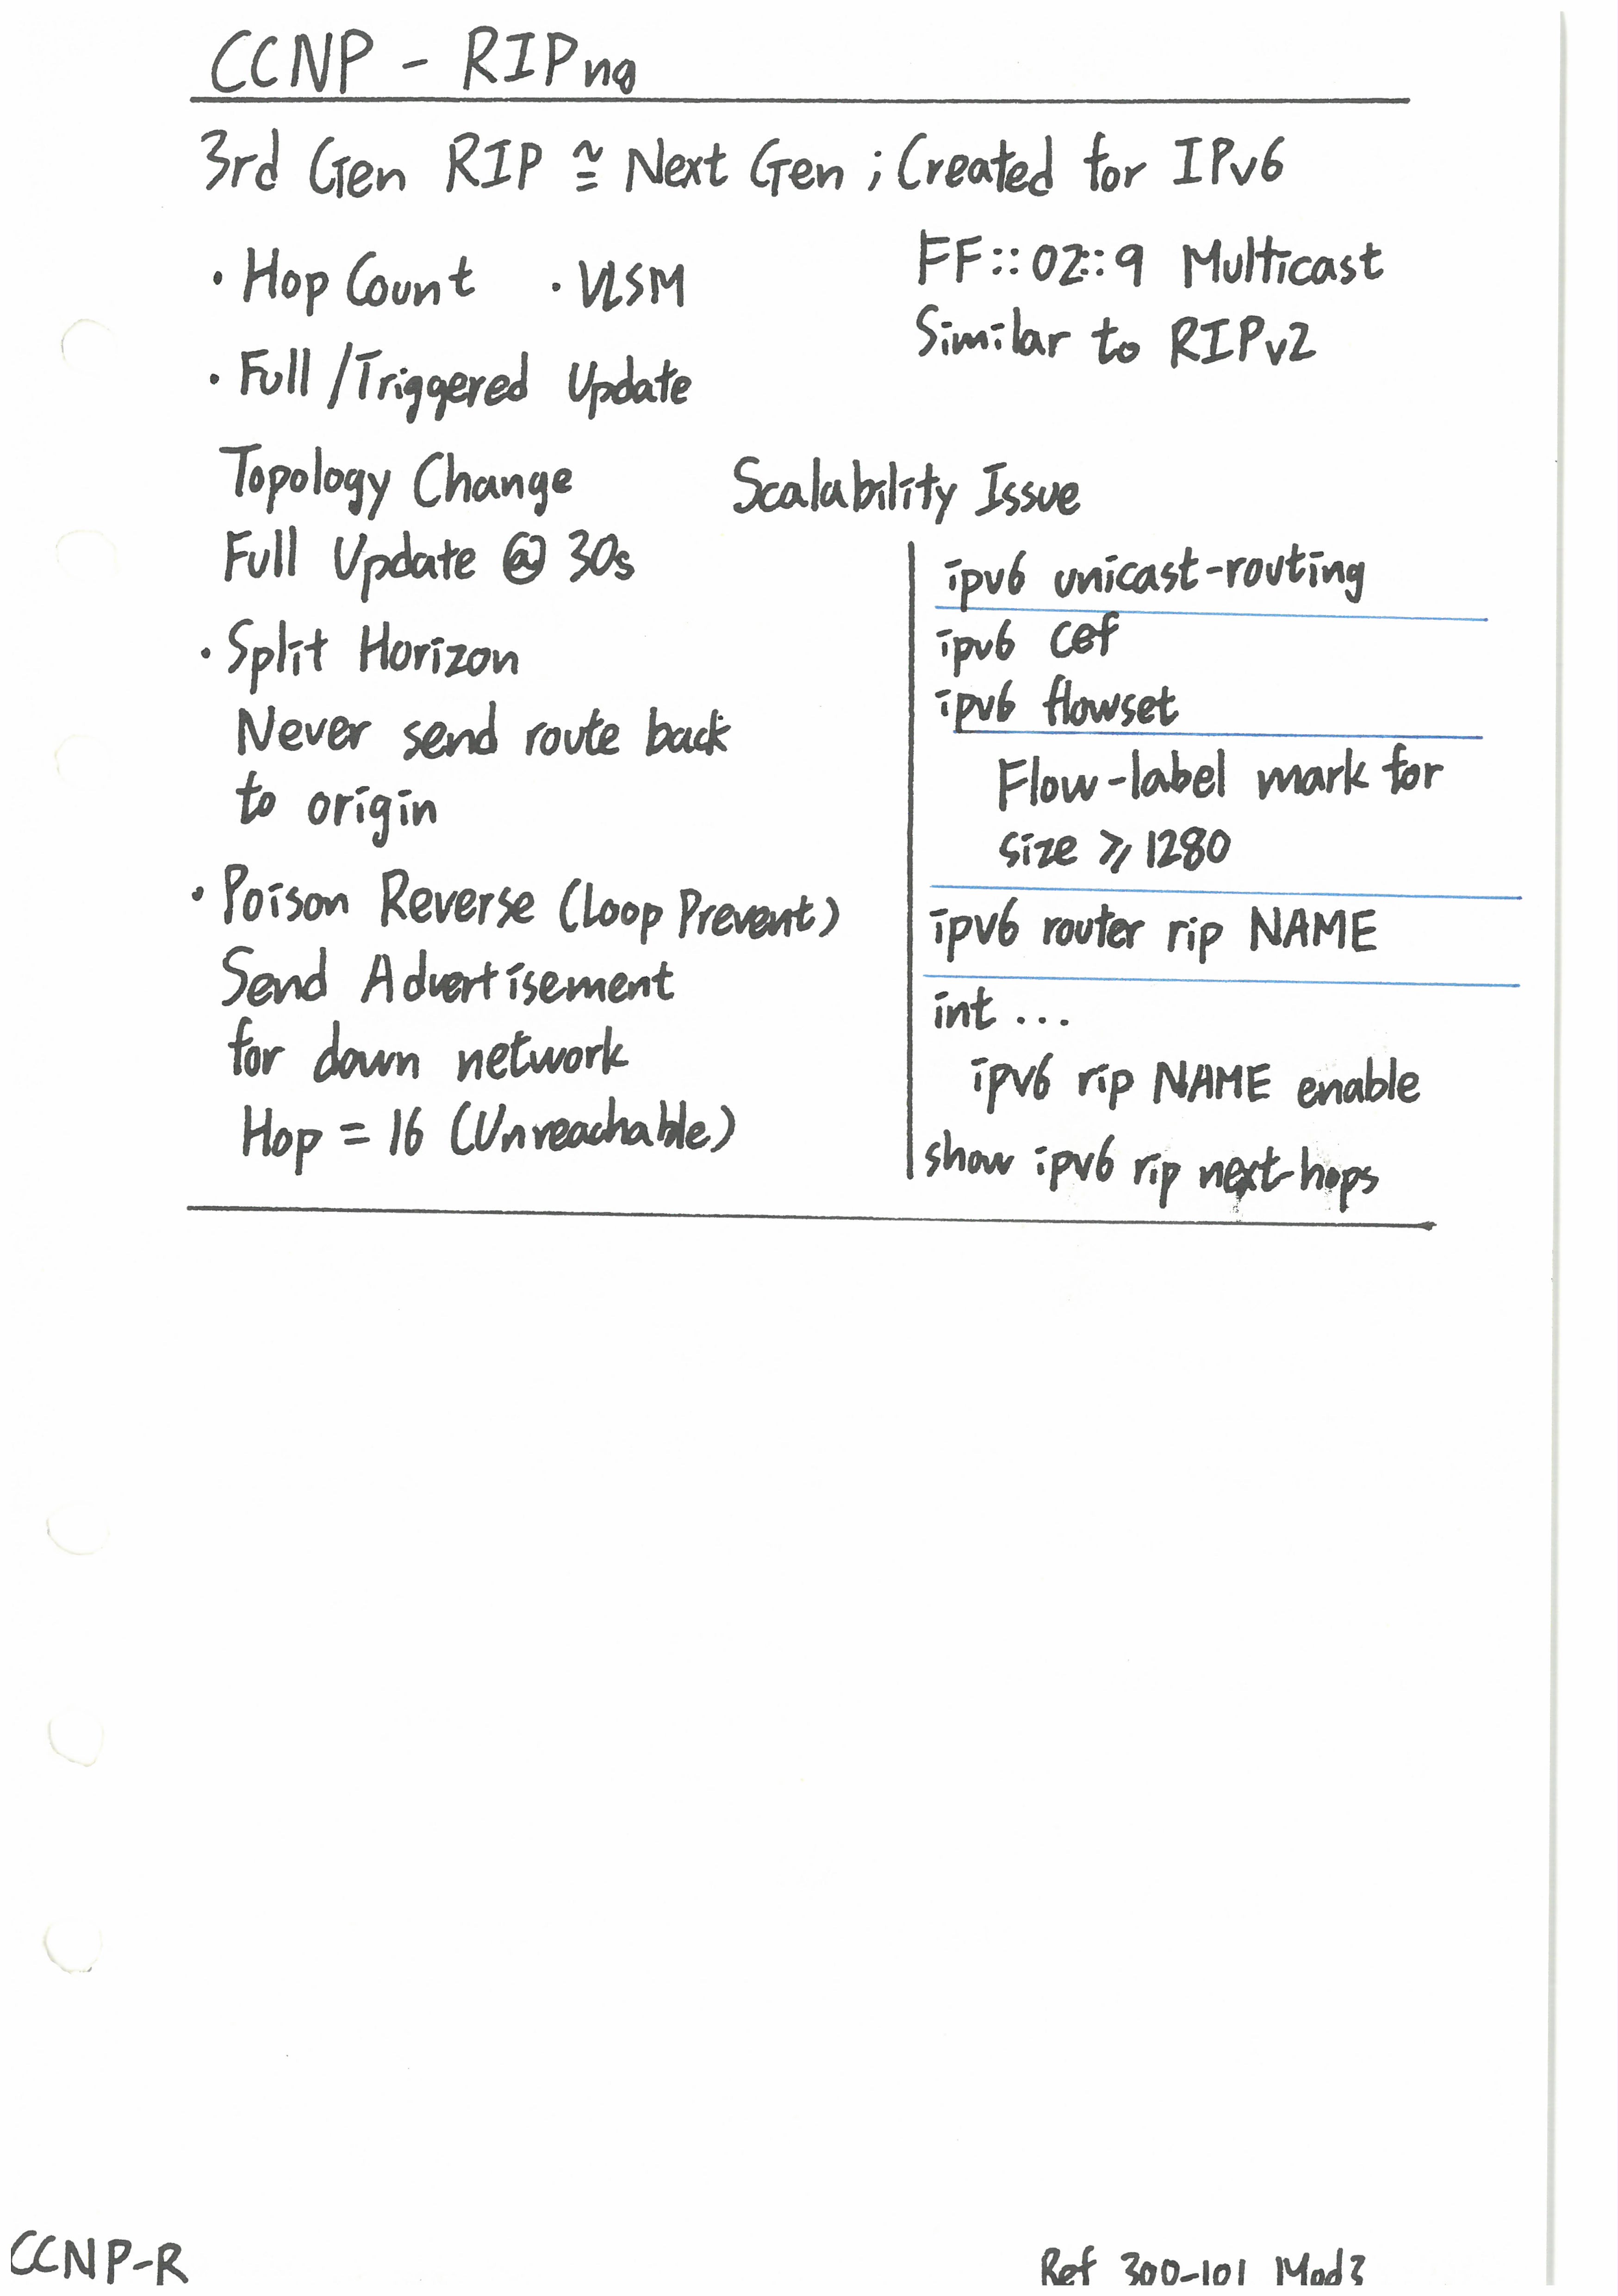 CCNP - RIPng
3rd Gen RIP ≅ Next Gen ; Created for IPv6
· Hop Count · VLSM
FF::02::9 Multicast
Similar to RIPv2
· Full / Triggered Update
Topology Change
Full Update @ 30s
Scalability Issue
· Split Horizon
Never send route back
to origin
· Poison Reverse (Loop Prevent)
Send Advertisement
for down network
Hop = 16 (Unreachable)
ipv6 unicast-routing
ipv6 cef
ipv6 flowset
Flow-label mark for
size ⩾ 1280
ipv6 router rip NAME
int ...
ipv6 rip NAME enable
show ipv6 rip next-hops
CCNP-R
Ref 300-101 Mod3